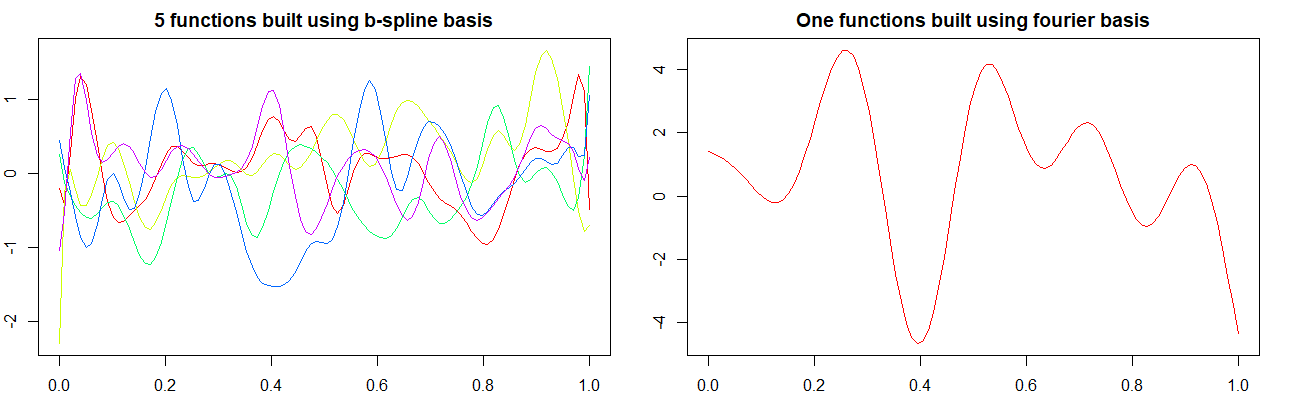 5 functions built using b-spline basis
1
0
-1
-2
0.0 0.2 0.4 0.6 0.8 1.0
One functions built using fourier basis
4
2
0
-2
-4
0.0 0.2 0.4 0.6 0.8 1.0